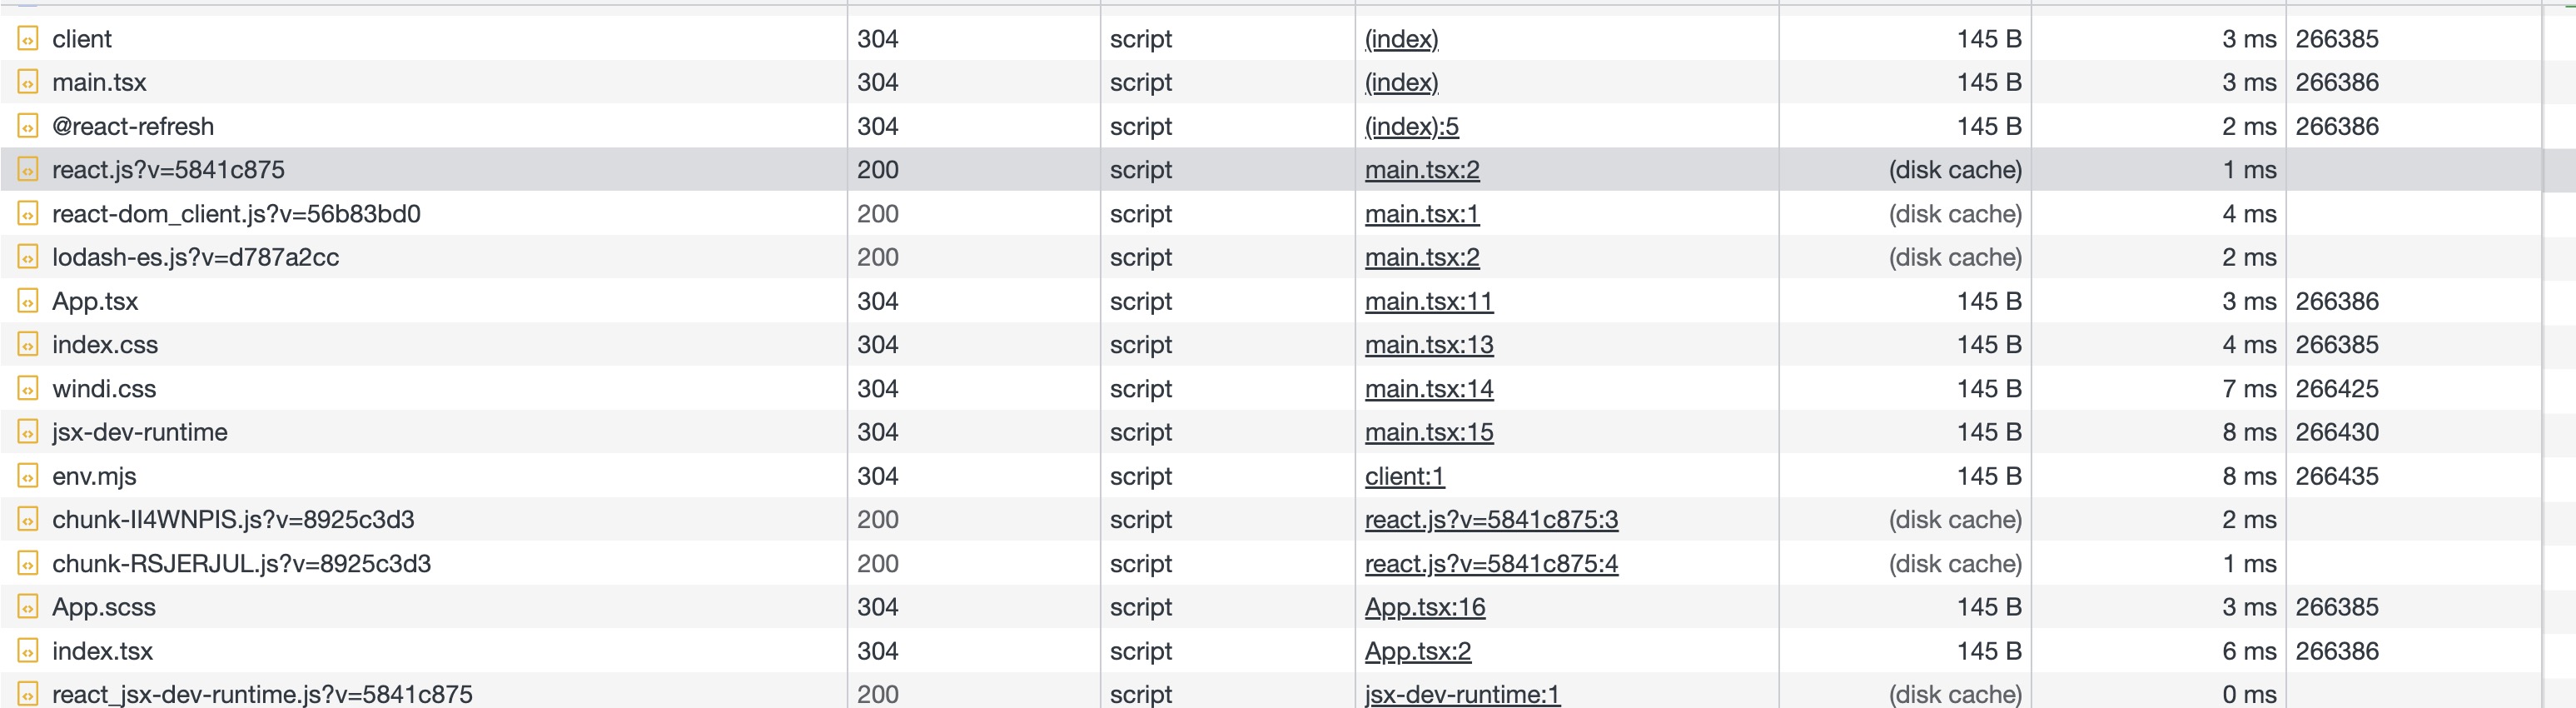 client 304 script (index) 145 B 3 ms 266385
main.tsx 304 script (index) 145 B 3 ms 266386
@react-refresh 304 script (index):5 145 B 2 ms 266386
react.js?v=5841c875 200 script main.tsx:2 (disk cache) 1 ms
react-dom_client.js?v=56b83bd0 200 script main.tsx:1 (disk cache) 4 ms
lodash-es.js?v=d787a2cc 200 script main.tsx:2 (disk cache) 2 ms
App.tsx 304 script main.tsx:11 145 B 3 ms 266386
index.css 304 script main.tsx:13 145 B 4 ms 266385
windi.css 304 script main.tsx:14 145 B 7 ms 266425
jsx-dev-runtime 304 script main.tsx:15 145 B 8 ms 266430
env.mjs 304 script client:1 145 B 8 ms 266435
chunk-II4WNPIS.js?v=8925c3d3 200 script react.js?v=5841c875:3 (disk cache) 2 ms
chunk-RSJERJUL.js?v=8925c3d3 200 script react.js?v=5841c875:4 (disk cache) 1 ms
App.scss 304 script App.tsx:16 145 B 3 ms 266385
index.tsx 304 script App.tsx:2 145 B 6 ms 266386
react_jsx-dev-runtime.js?v=5841c875 200 script jsx-dev-runtime:1 (disk cache) 0 ms